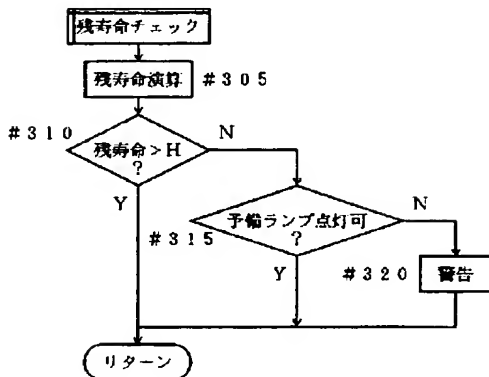 残寿命チェック
残寿命演算 #305
#310
残寿命>H
?
N
Y
予備ランプ点灯可
?
N
#315
Y
#320
警告
リターン